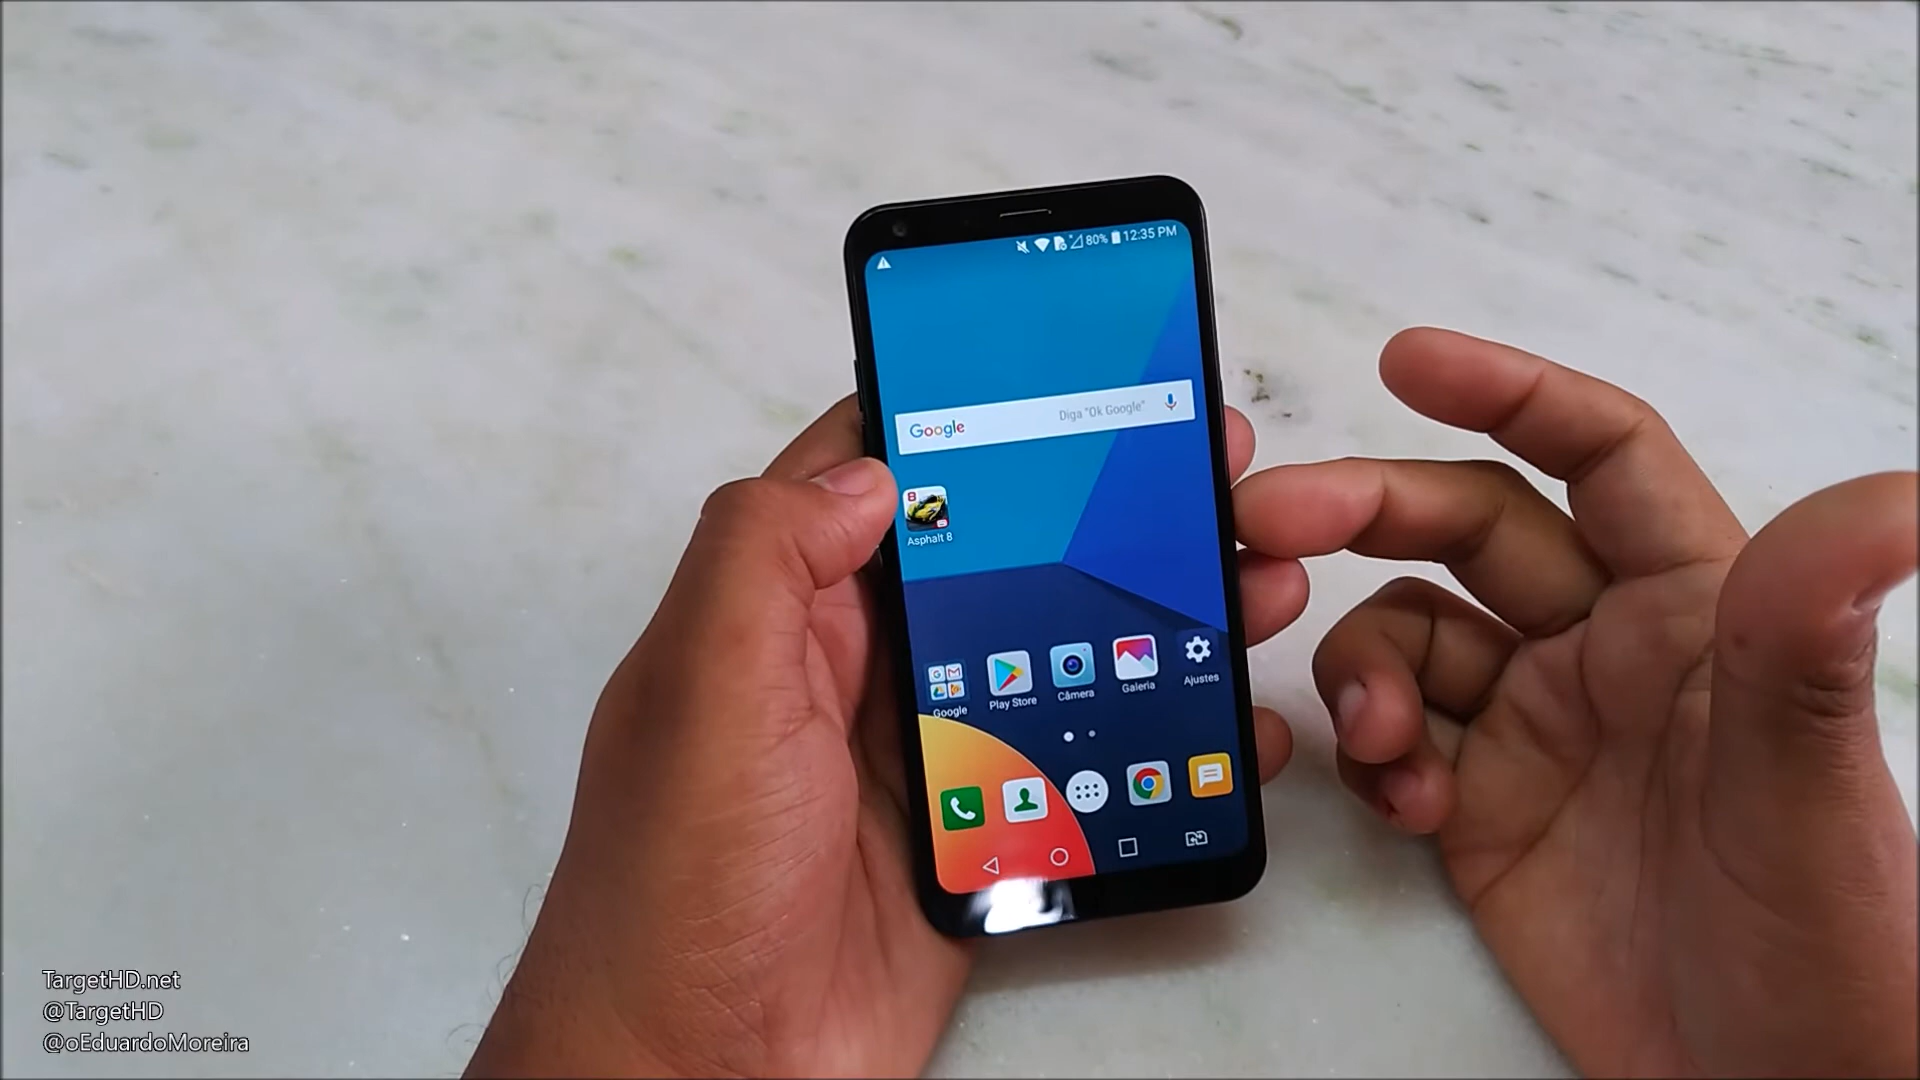 80% 12:35 PM
Google Diga "Ok Google"
8
Asphalt 8
Google Play Store Câmera Galeria Ajustes
TargetHD.net
@TargetHD
@oEduardoMoreira